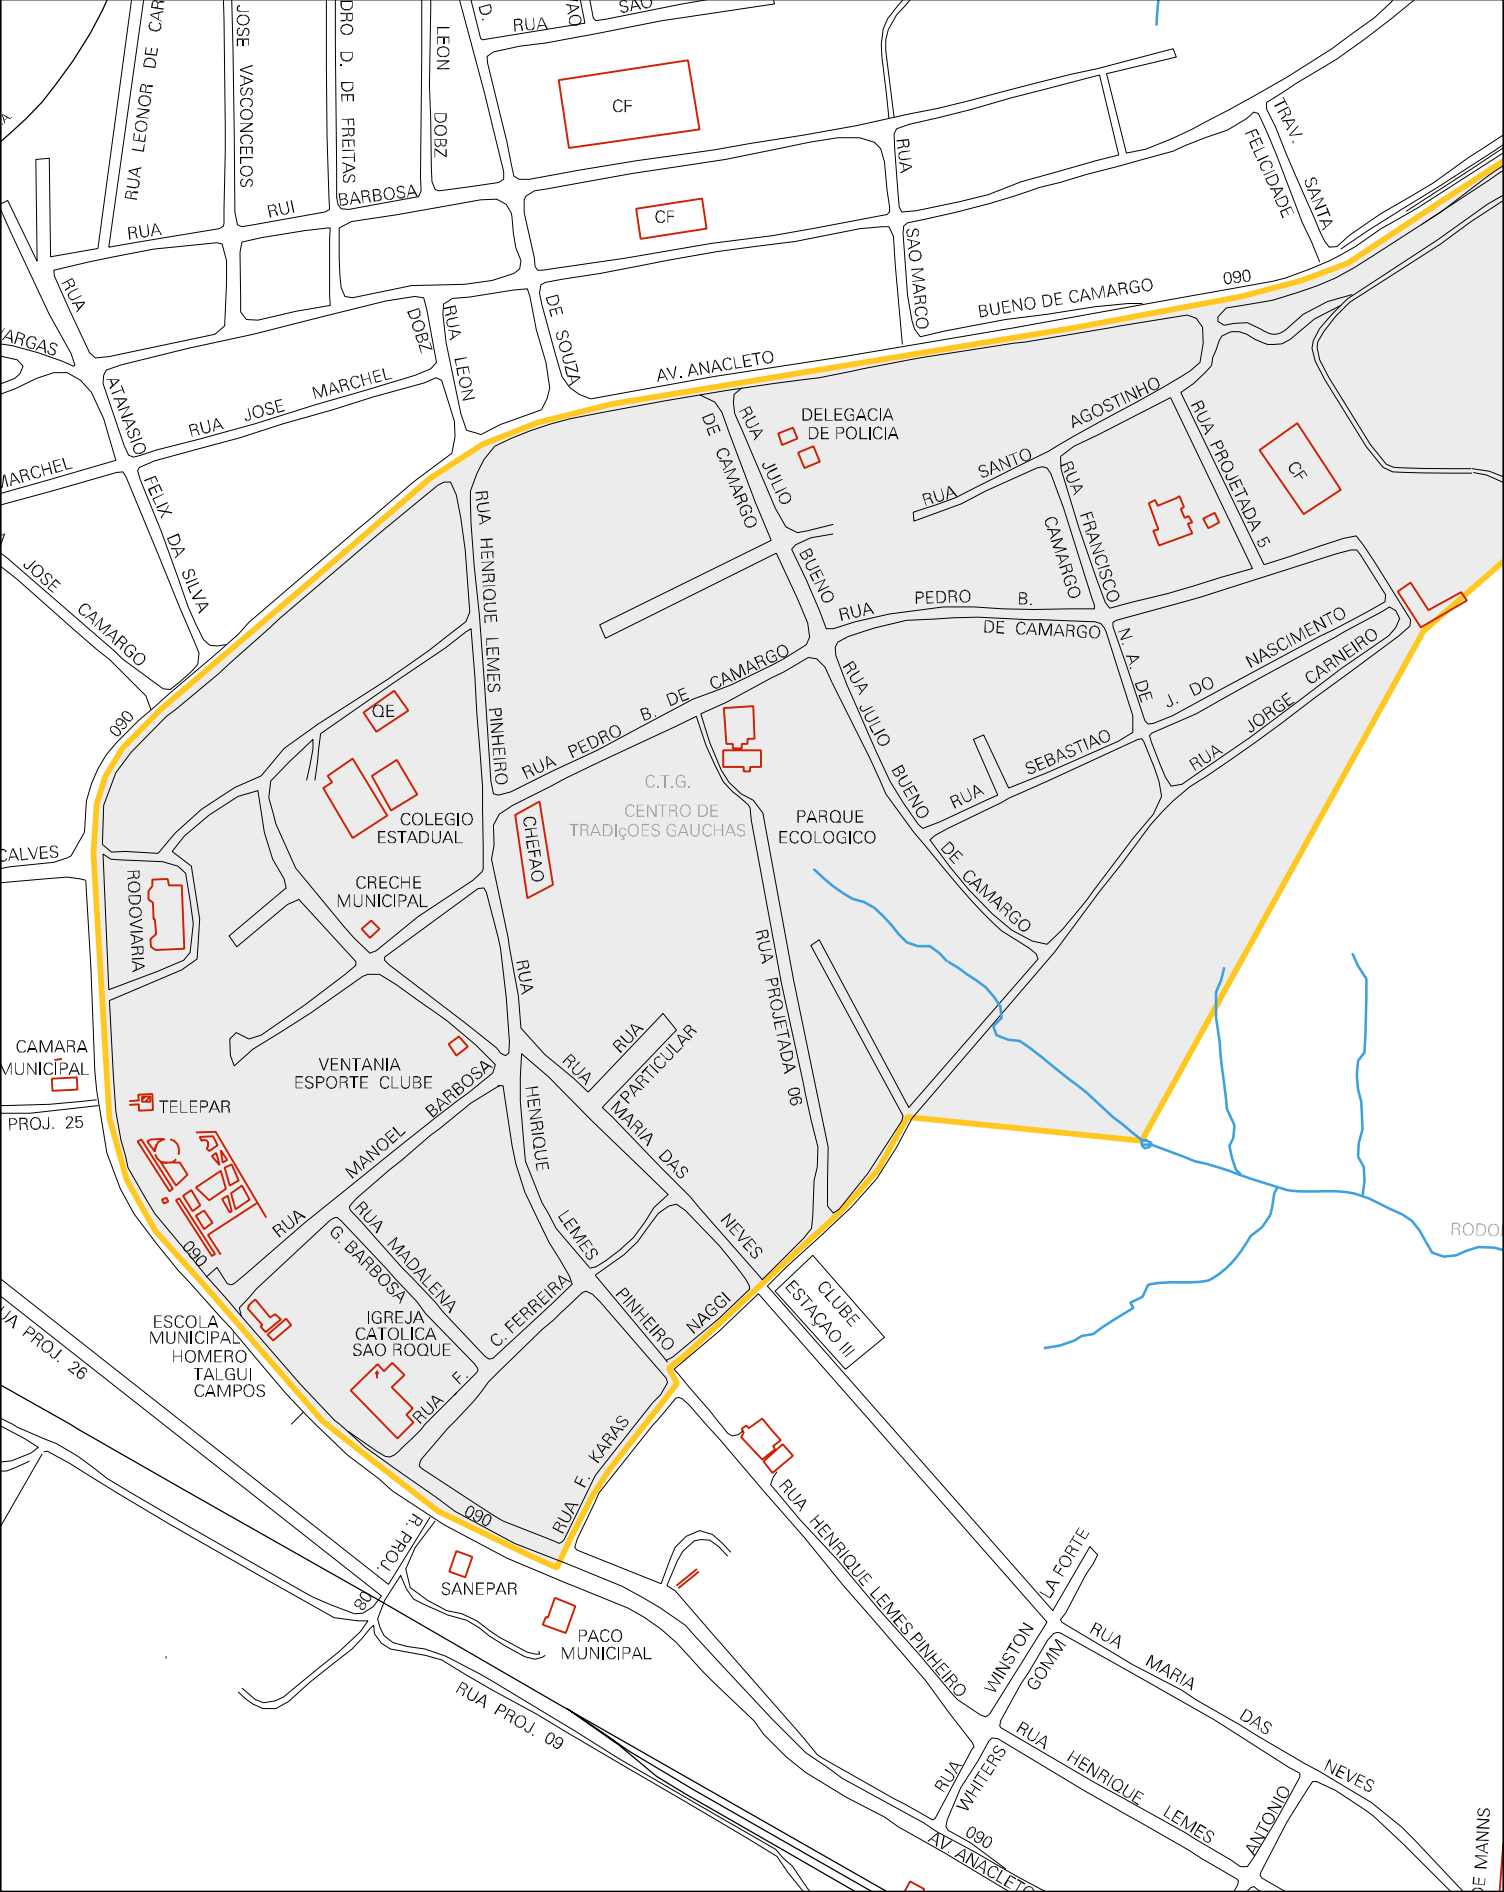 RUA LEONOR DE CAR
JOSE VASCONCELOS
DRO D. DE FREITAS
LEON DOBZ
D.
RUA
AO
SAO
CF
RUA
TRAV.
SANTA
FELICIDADE
RUA
RUI
BARBOSA
CF
SAO MARCO
BUENO DE CAMARGO
090
RUA
ATANASIO
VARGAS
DOBZ
RUA LEON
DE SOUZA
AV. ANACLETO
RUA JOSE MARCHEL
MARCHEL
FELIX DA SILVA
JOSE CAMARGO
090
DE CAMARGO
RUA JULIO
BUENO
DELEGACIA
DE POLICIA
RUA SANTO AGOSTINHO
RUA FRANCISCO
CAMARGO
RUA PROJETADA 5
CF
RUA HENRIQUE LEMES PINHEIRO
RUA PEDRO B.
DE CAMARGO
N. A. DE
J. DO NASCIMENTO
RUA JORGE CARNEIRO
RUA SEBASTIAO
RUA JULIO BUENO
DE CAMARGO
RUA PEDRO B. DE CAMARGO
QE
COLEGIO
ESTADUAL
C.T.G.
CENTRO DE
TRADIçOES GAUCHAS
PARQUE
ECOLOGICO
CHEFAO
CALVES
RODOVIARIA
CRECHE
MUNICIPAL
RUA
RUA PROJETADA 06
CAMARA
MUNICIPAL
PROJ. 25
TELEPAR
VENTANIA
ESPORTE CLUBE
RUA MANOEL BARBOSA
HENRIQUE
LEMES
PINHEIRO
RUA
PARTICULAR
RUA
MARIA DAS
NEVES
NAGGI
RUA MADALENA
G. BARBOSA
C. FERREIRA
RUA F.
IGREJA
CATOLICA
SAO ROQUE
090
ESCOLA
MUNICIPAL
HOMERO
TALGUI
CAMPOS
UA PROJ. 26
CLUBE
ESTAÇAO III
RODO
RUA F. KARAS
090
R. PROJ.
08
SANEPAR
PACO
MUNICIPAL
RUA PROJ. 09
RUA HENRIQUE LEMES PINHEIRO
LA FORTE
WINSTON
GOMM
RUA
WHITERS
RUA MARIA DAS NEVES
RUA HENRIQUE LEMES
ANTONIO
090
AV. ANACLETO
DE MANNS